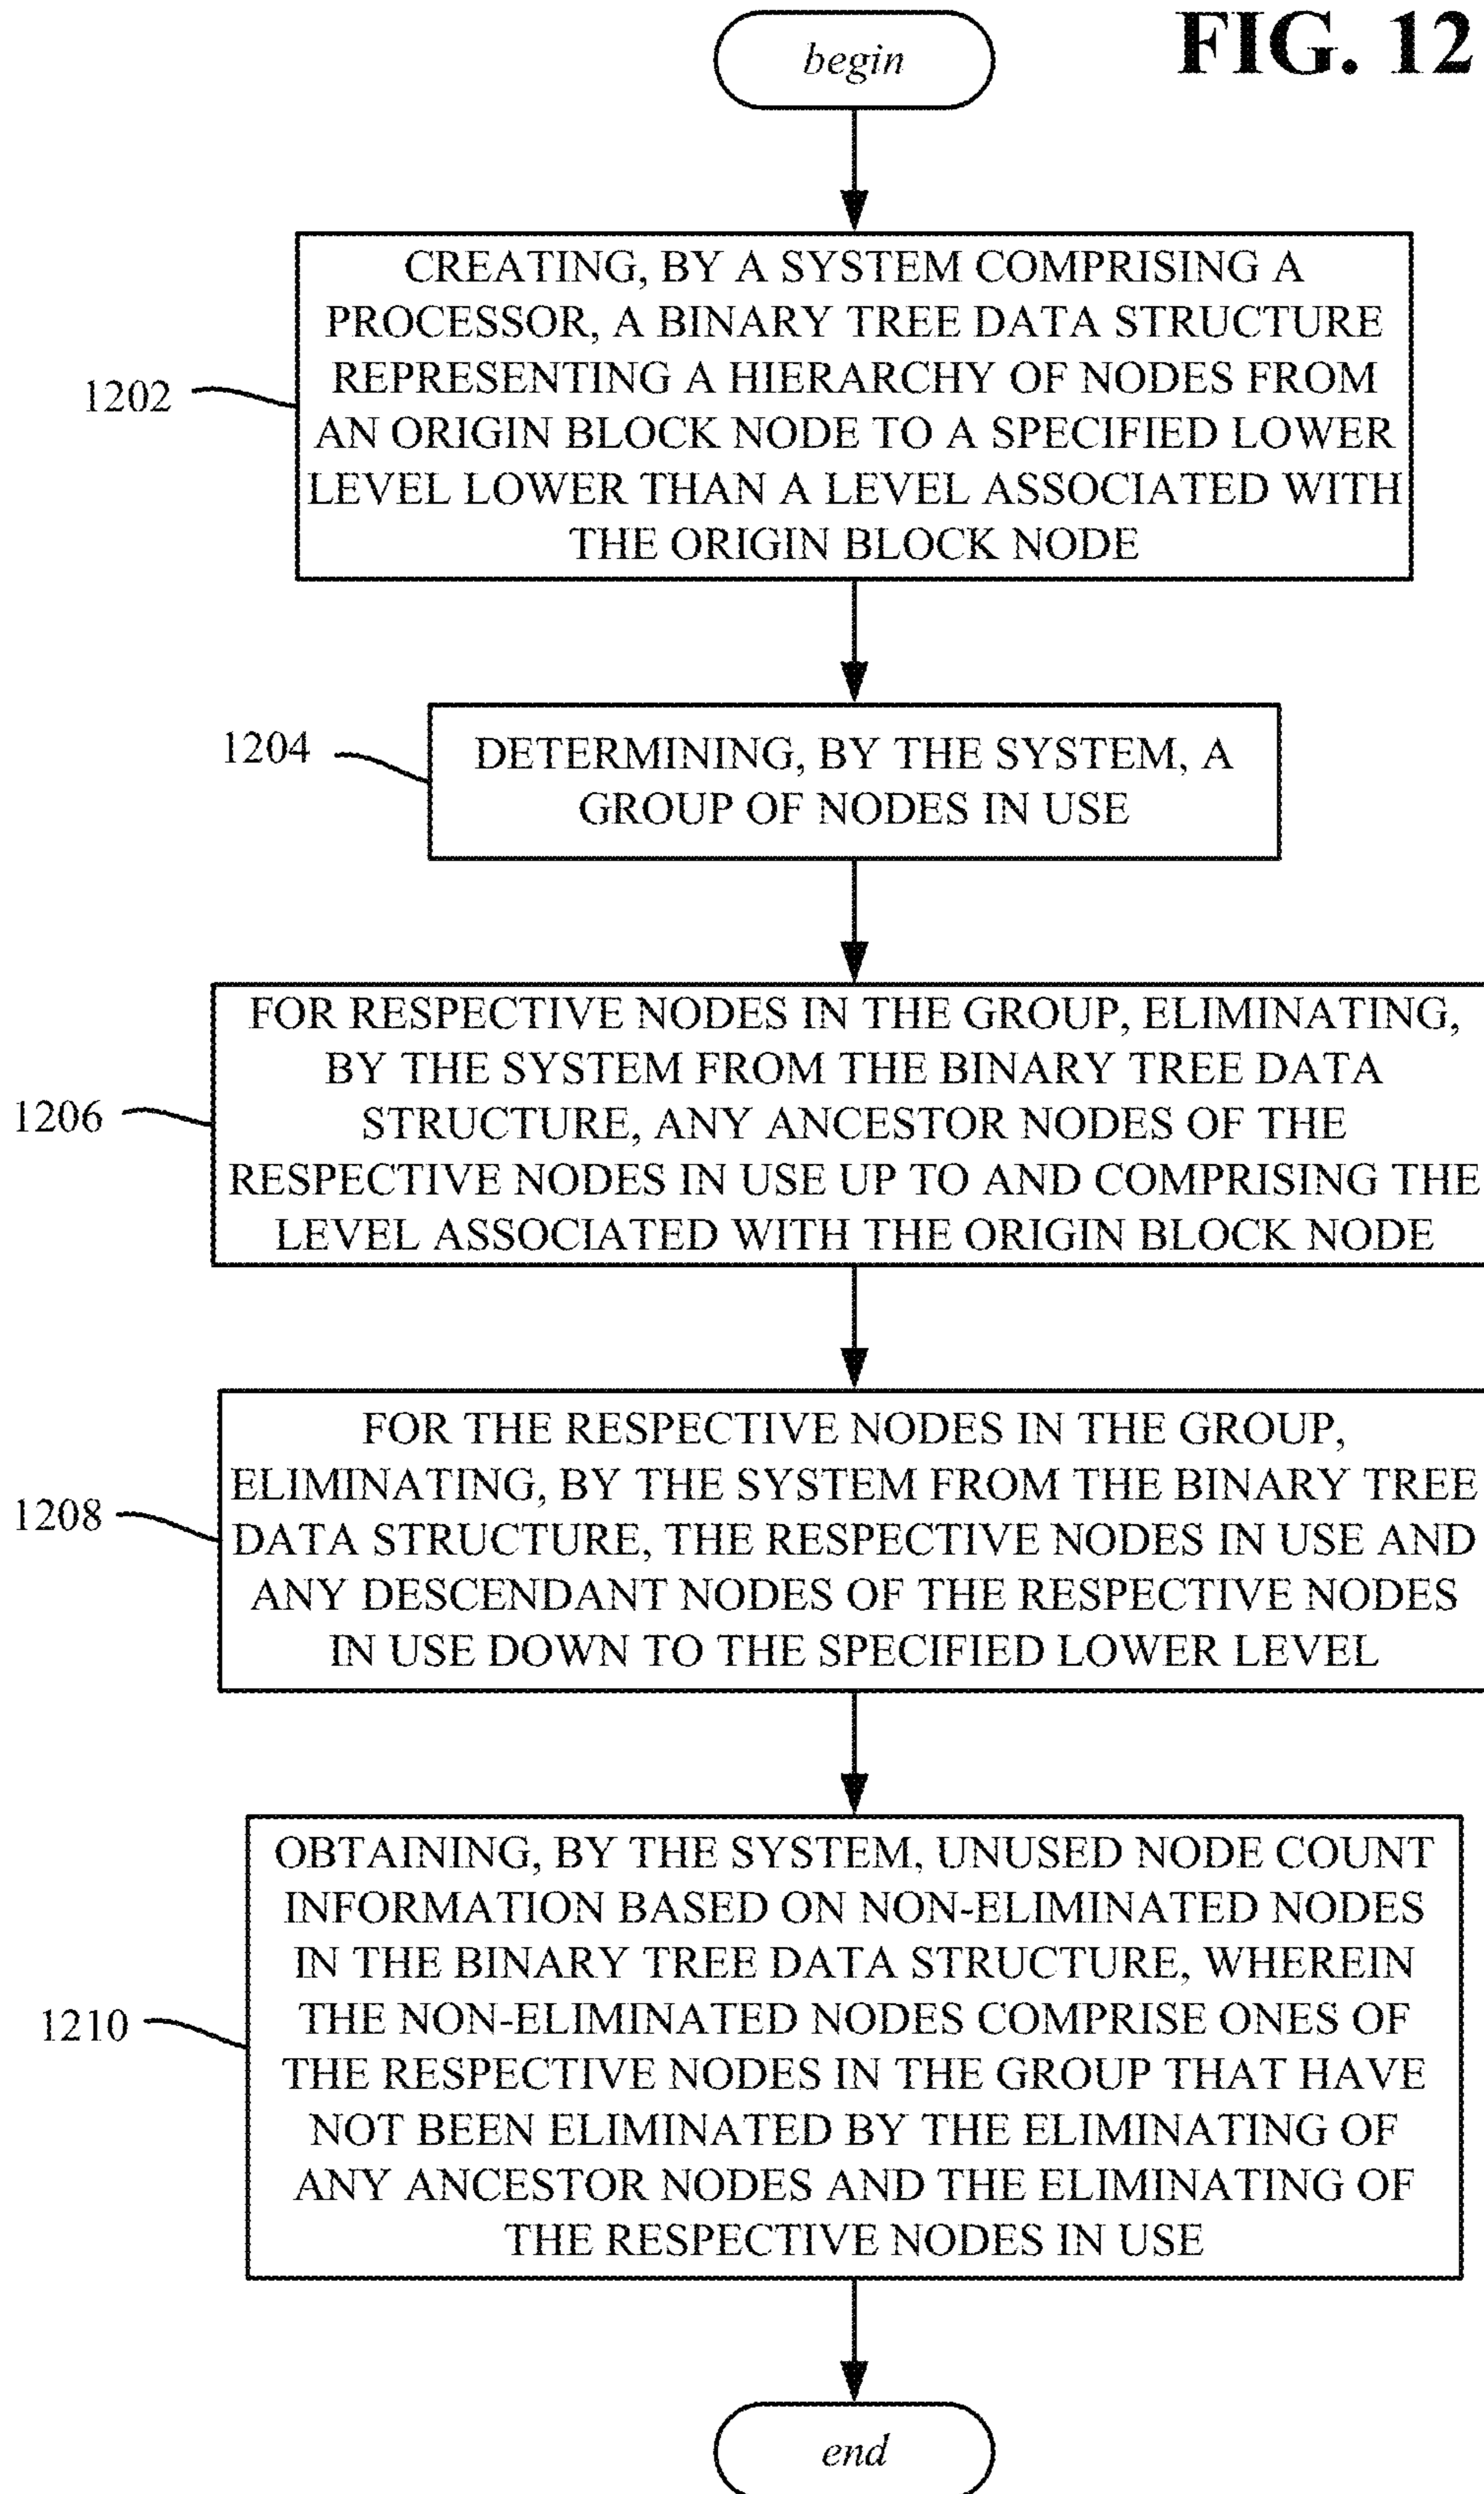 FIG. 12
begin
CREATING, BY A SYSTEM COMPRISING A
PROCESSOR, A BINARY TREE DATA STRUCTURE
REPRESENTING A HIERARCHY OF NODES FROM
AN ORIGIN BLOCK NODE TO A SPECIFIED LOWER
LEVEL LOWER THAN A LEVEL ASSOCIATED WITH
THE ORIGIN BLOCK NODE
1202
DETERMINING, BY THE SYSTEM, A
GROUP OF NODES IN USE
1204
FOR RESPECTIVE NODES IN THE GROUP, ELIMINATING,
BY THE SYSTEM FROM THE BINARY TREE DATA
STRUCTURE, ANY ANCESTOR NODES OF THE
RESPECTIVE NODES IN USE UP TO AND COMPRISING THE
LEVEL ASSOCIATED WITH THE ORIGIN BLOCK NODE
1206
FOR THE RESPECTIVE NODES IN THE GROUP,
ELIMINATING, BY THE SYSTEM FROM THE BINARY TREE
DATA STRUCTURE, THE RESPECTIVE NODES IN USE AND
ANY DESCENDANT NODES OF THE RESPECTIVE NODES
IN USE DOWN TO THE SPECIFIED LOWER LEVEL
1208
OBTAINING, BY THE SYSTEM, UNUSED NODE COUNT
INFORMATION BASED ON NON-ELIMINATED NODES
IN THE BINARY TREE DATA STRUCTURE, WHEREIN
THE NON-ELIMINATED NODES COMPRISE ONES OF
THE RESPECTIVE NODES IN THE GROUP THAT HAVE
NOT BEEN ELIMINATED BY THE ELIMINATING OF
ANY ANCESTOR NODES AND THE ELIMINATING OF
THE RESPECTIVE NODES IN USE
1210
end